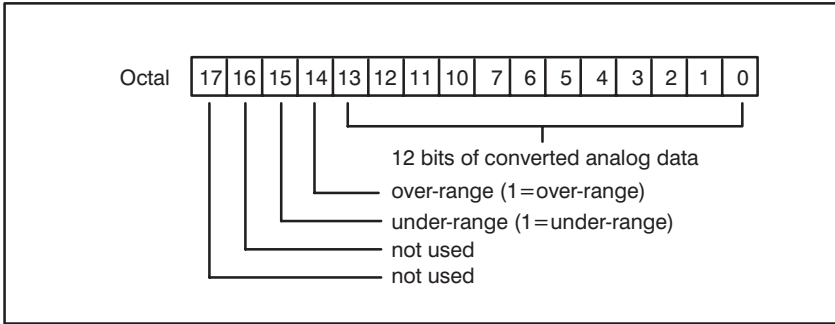 Octal 17 16 15 14 13 12 11 10 7 6 5 4 3 2 1 0
12 bits of converted analog data
over-range (1=over-range)
under-range (1=under-range)
not used
not used